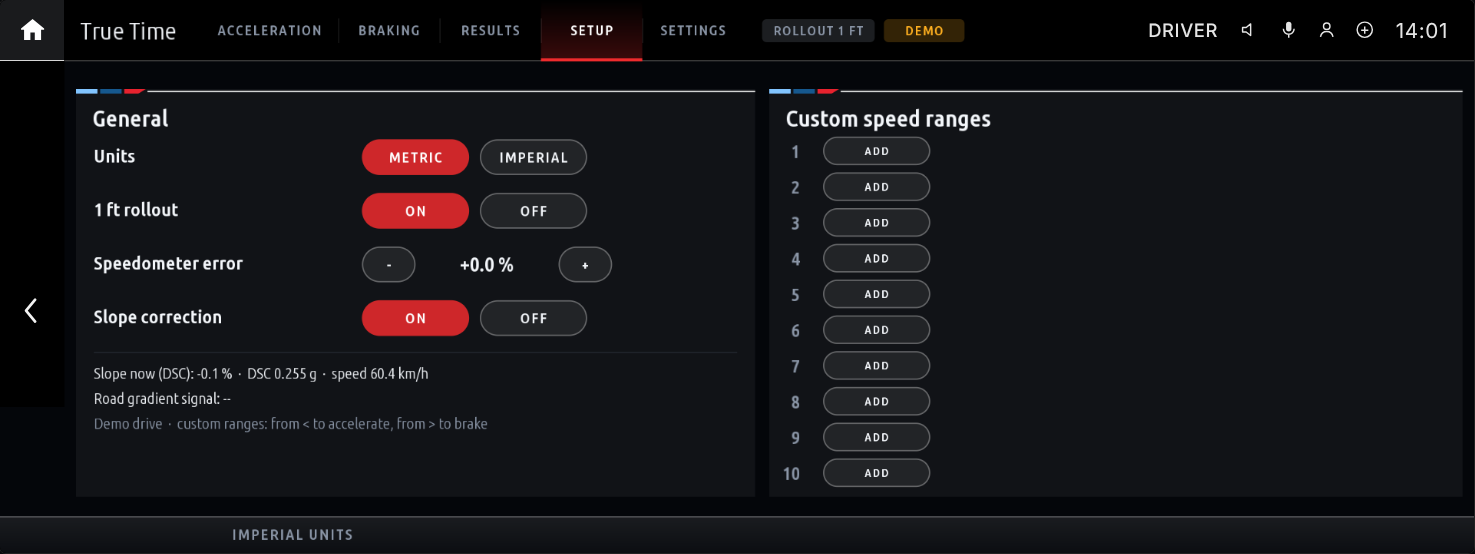 True Time ACCELERATION BRAKING RESULTS SETUP SETTINGS ROLLOUT 1 FT DEMO DRIVER 14:01
General
Units METRIC IMPERIAL
1 ft rollout ON OFF
Speedometer error - +0.0 % +
Slope correction ON OFF
Slope now (DSC): -0.1 % · DSC 0.255 g · speed 60.4 km/h
Road gradient signal: --
Demo drive · custom ranges: from < to accelerate, from > to brake
Custom speed ranges
1 ADD
2 ADD
3 ADD
4 ADD
5 ADD
6 ADD
7 ADD
8 ADD
9 ADD
10 ADD
IMPERIAL UNITS